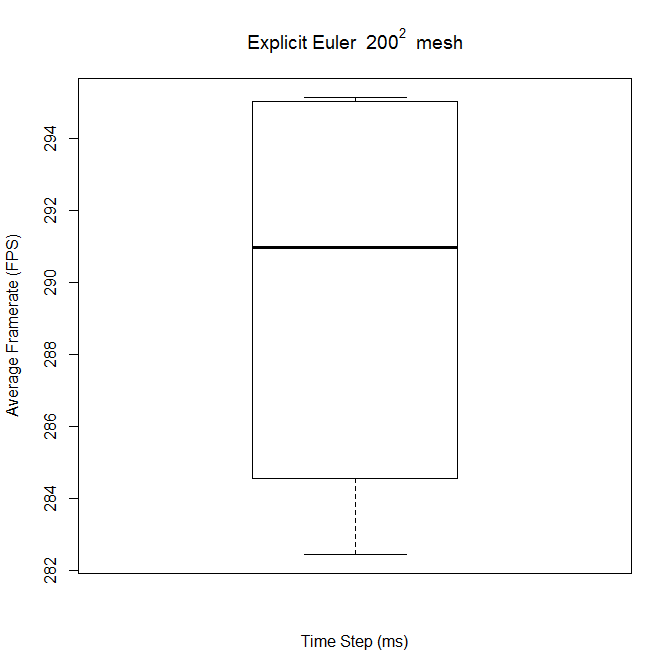 Explicit Euler 200² mesh
Average Framerate (FPS)
294
292
290
288
286
284
282
Time Step (ms)